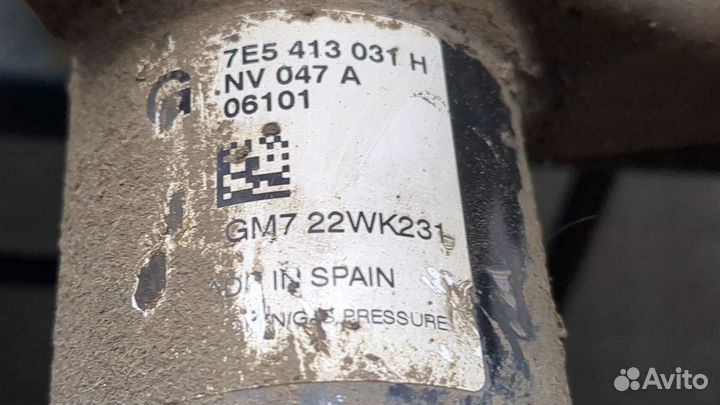 7E5 413 031 H
G
NV 047 A
06101
GM7 22WK231
IN SPAIN
PRESSURE
Avito